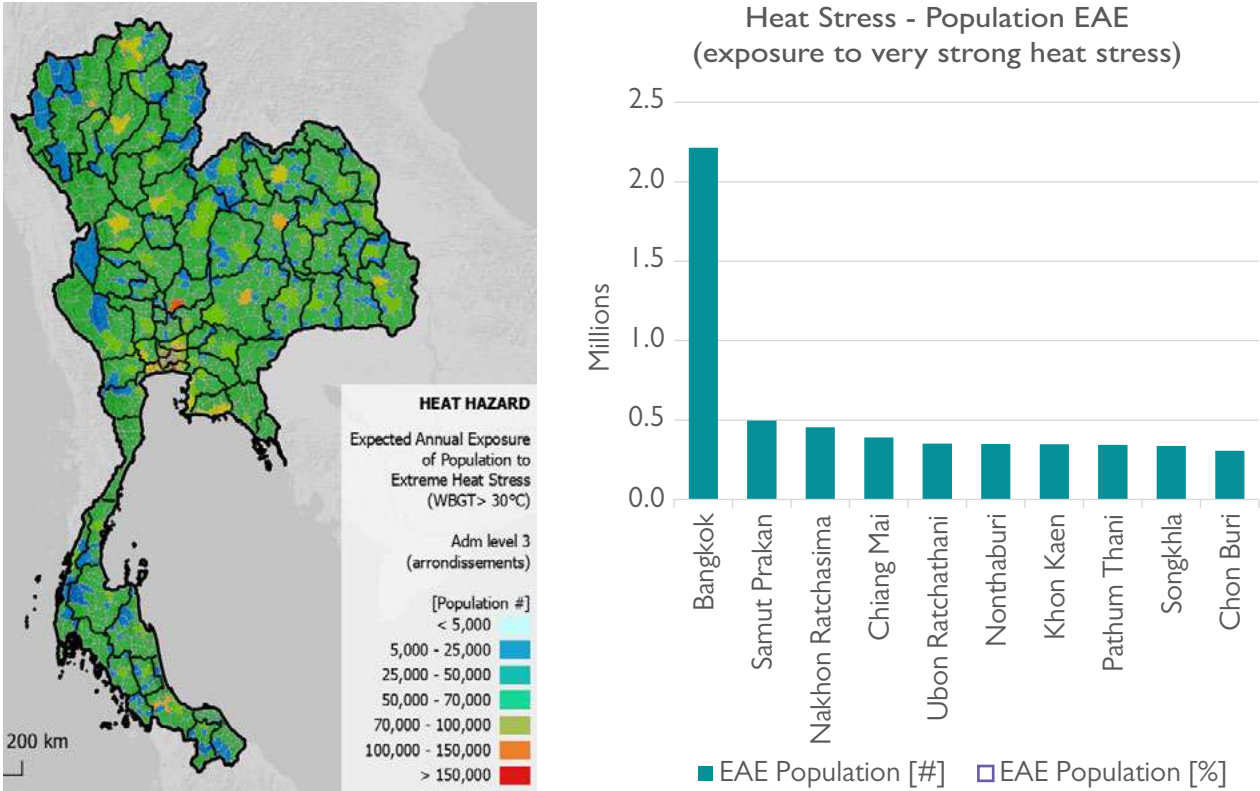 HEAT HAZARD
Expected Annual Exposure
of Population to
Extreme Heat Stress
(WBGT> 30°C)
Adm level 3
(arrondissements)
[Population #]
< 5,000
5,000 - 25,000
25,000 - 50,000
50,000 - 70,000
70,000 - 100,000
100,000 - 150,000
> 150,000
200 km
Heat Stress - Population EAE
(exposure to very strong heat stress)
Millions
2.5
2.0
1.5
1.0
0.5
0.0
Bangkok
Samut Prakan
Nakhon Ratchasima
Chiang Mai
Ubon Ratchathani
Nonthaburi
Khon Kaen
Pathum Thani
Songkhla
Chon Buri
EAE Population [#]
EAE Population [%]